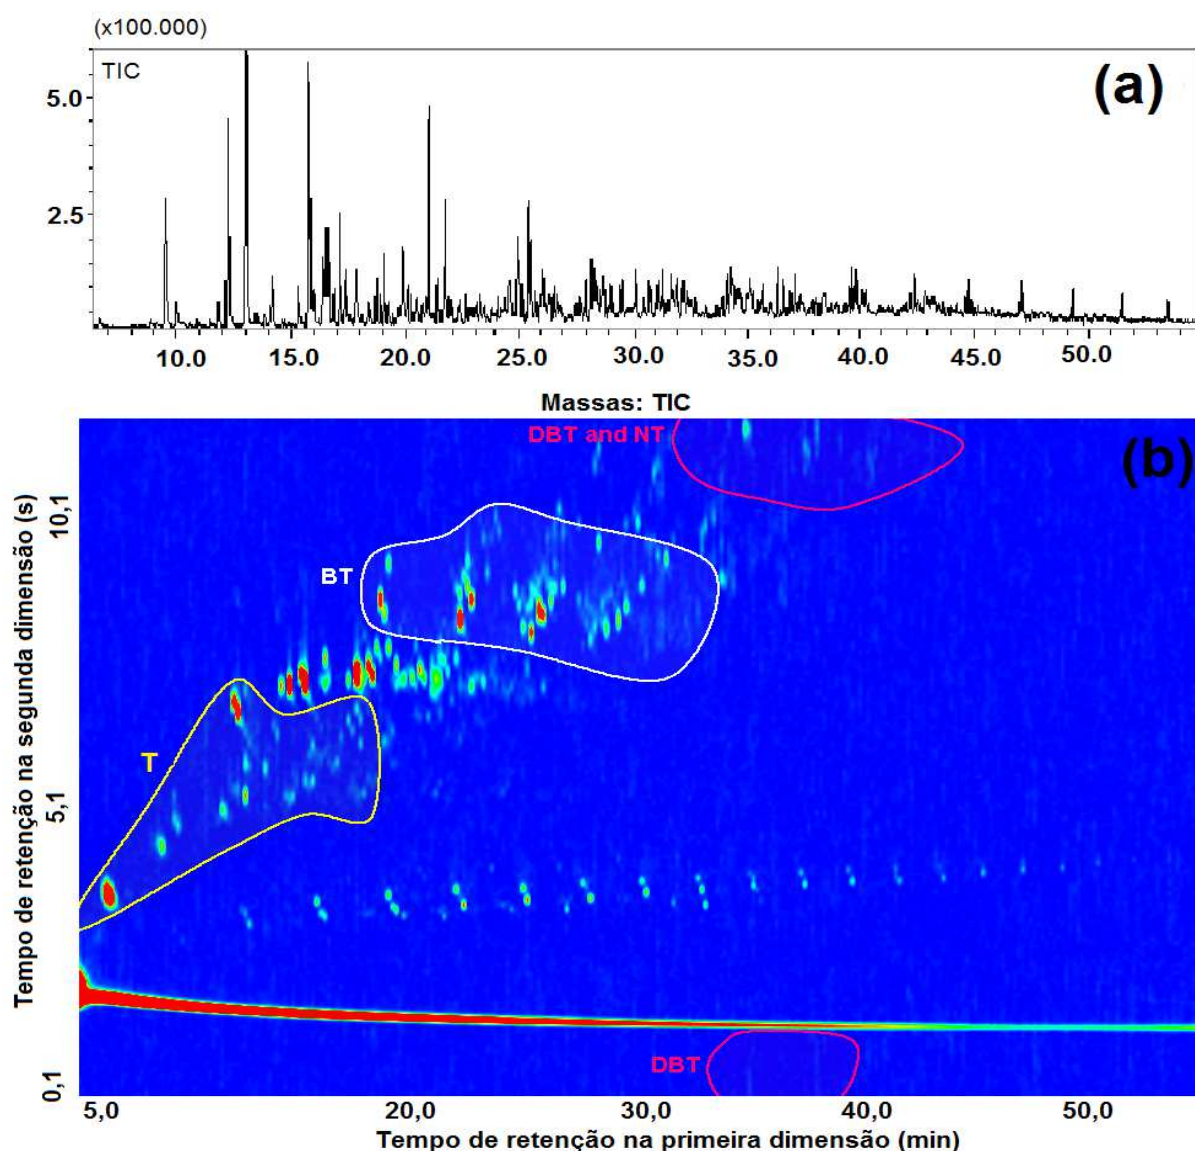 (x100.000)
TIC
(a)
5.0
2.5
10.0 15.0 20.0 25.0 30.0 35.0 40.0 45.0 50.0
Massas: TIC
DBT and NT
(b)
10,1
BT
T
5,1
DBT
0,1
5,0 20,0 30,0 40,0 50,0
Tempo de retenção na segunda dimensão (s)
Tempo de retenção na primeira dimensão (min)